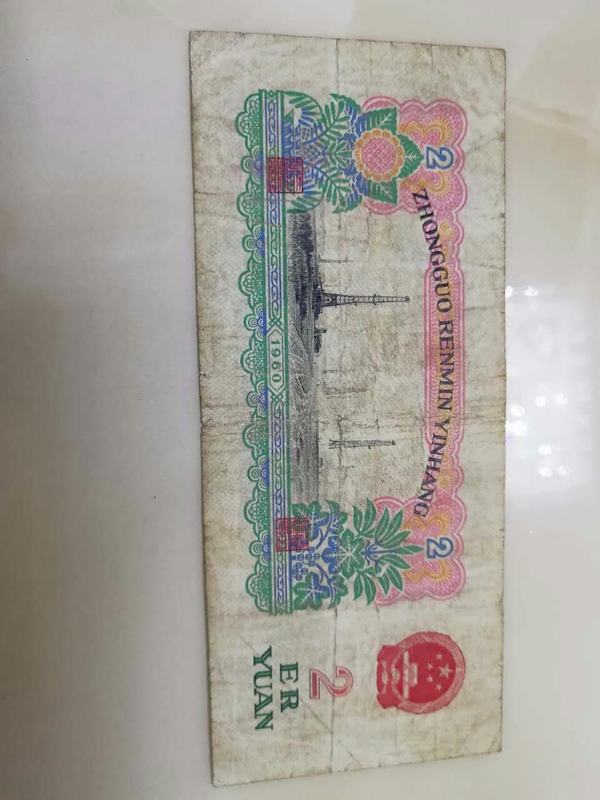 ZHONGGUO RENMIN YINHANG
2
2
1960
2
ER
YUAN